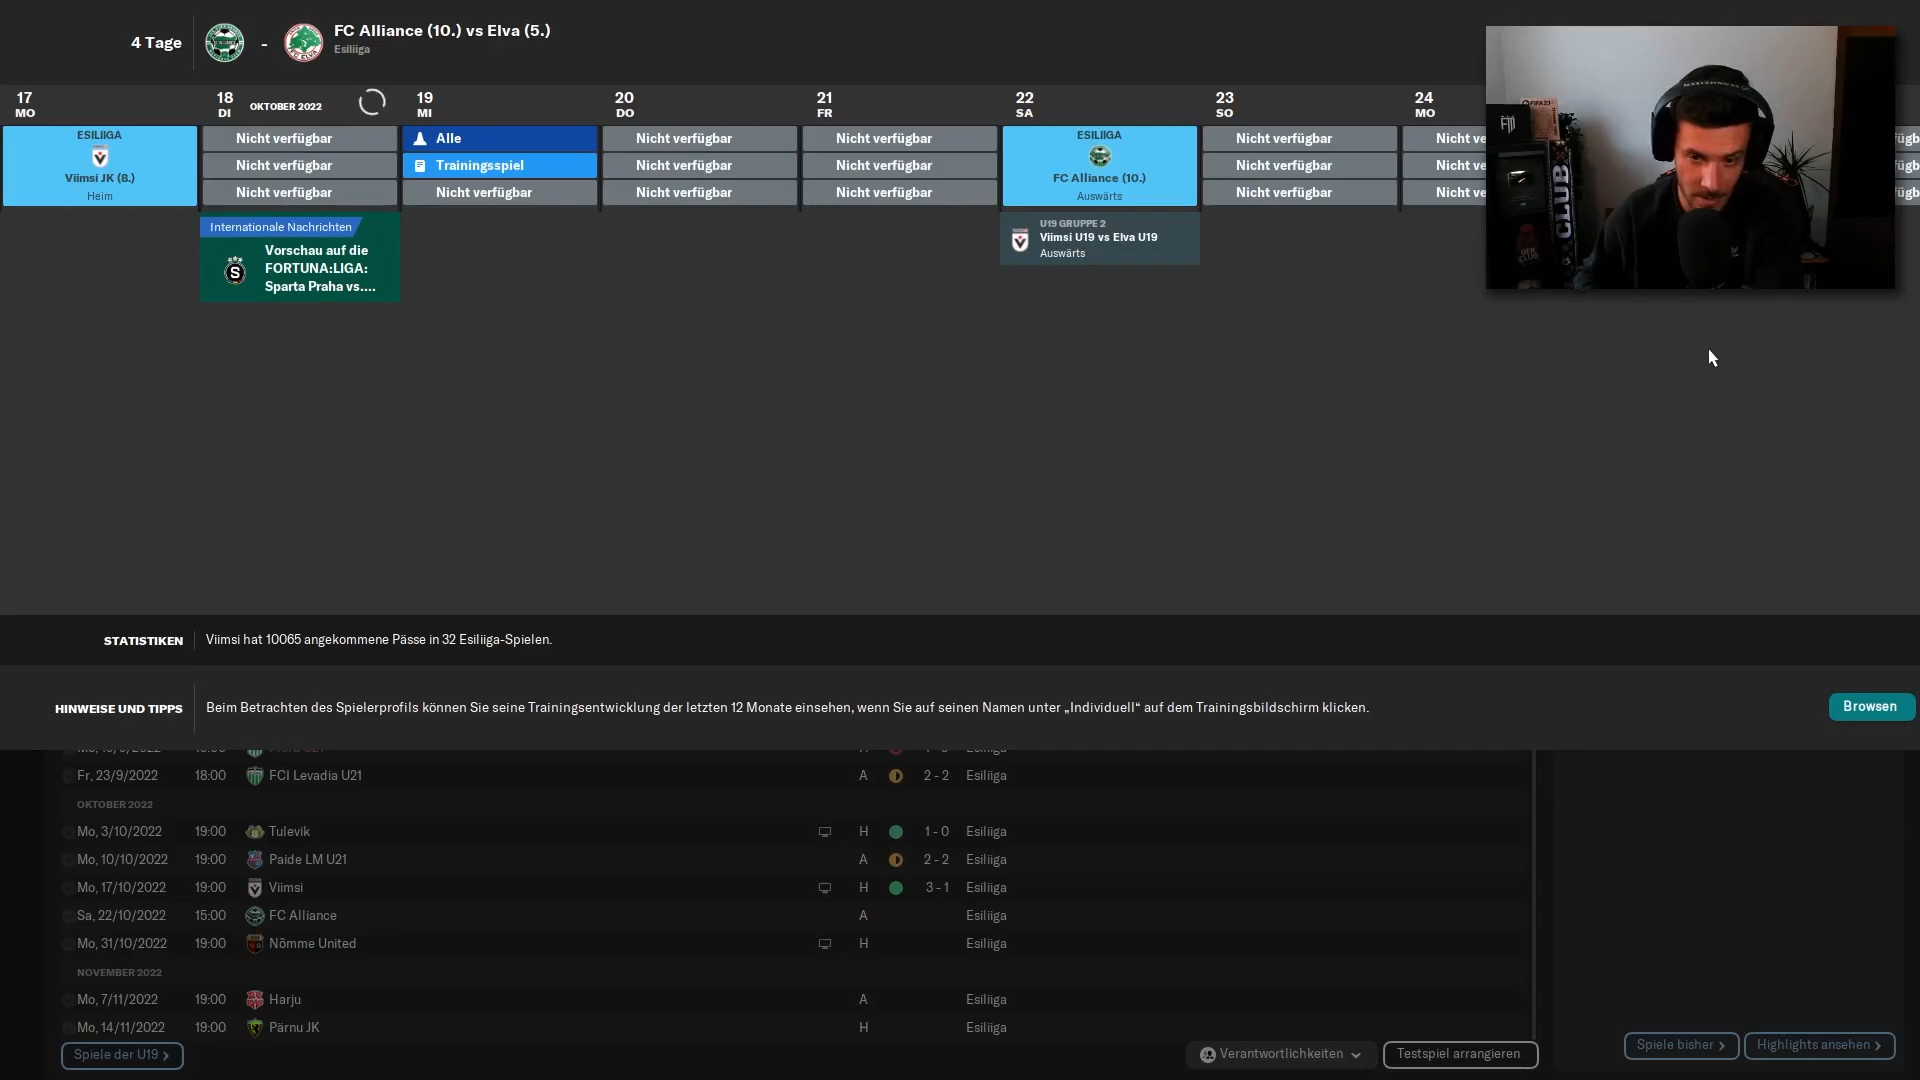 4 Tage
-
FC Alliance (10.) vs Elva (5.)
Esiliiga
17 MO
18 DI
OKTOBER 2022
19 MI
20 DO
21 FR
22 SA
23 SO
24 MO
ESILIIGA
Viimsi JK (8.)
Heim
Nicht verfügbar
Nicht verfügbar
Nicht verfügbar
Alle
Trainingsspiel
Nicht verfügbar
Nicht verfügbar
Nicht verfügbar
Nicht verfügbar
Nicht verfügbar
Nicht verfügbar
Nicht verfügbar
ESILIIGA
FC Alliance (10.)
Auswärts
Nicht verfügbar
Nicht verfügbar
Nicht verfügbar
Nicht ve
Nicht ve
Nicht ve
Internationale Nachrichten
Vorschau auf die
FORTUNA:LIGA:
Sparta Praha vs....
U19 GRUPPE 2
Viimsi U19 vs Elva U19
Auswärts
FIFA 23
CLUB
STATISTIKEN
Viimsi hat 10065 angekommene Pässe in 32 Esiliiga-Spielen.
HINWEISE UND TIPPS
Beim Betrachten des Spielerprofils können Sie seine Trainingsentwicklung der letzten 12 Monate einsehen, wenn Sie auf seinen Namen unter „Individuell“ auf dem Trainingsbildschirm klicken.
Browsen
Fr, 23/9/2022 18:00 FCI Levadia U21 A 2 - 2 Esiliiga
OKTOBER 2022
Mo, 3/10/2022 19:00 Tulevik H 1 - 0 Esiliiga
Mo, 10/10/2022 19:00 Paide LM U21 A 2 - 2 Esiliiga
Mo, 17/10/2022 19:00 Viimsi H 3 - 1 Esiliiga
Sa, 22/10/2022 15:00 FC Alliance A Esiliiga
Mo, 31/10/2022 19:00 Nõmme United H Esiliiga
NOVEMBER 2022
Mo, 7/11/2022 19:00 Harju A Esiliiga
Mo, 14/11/2022 19:00 Pärnu JK H Esiliiga
Spiele der U19
Verantwortlichkeiten
Testspiel arrangieren
Spiele bisher
Highlights ansehen